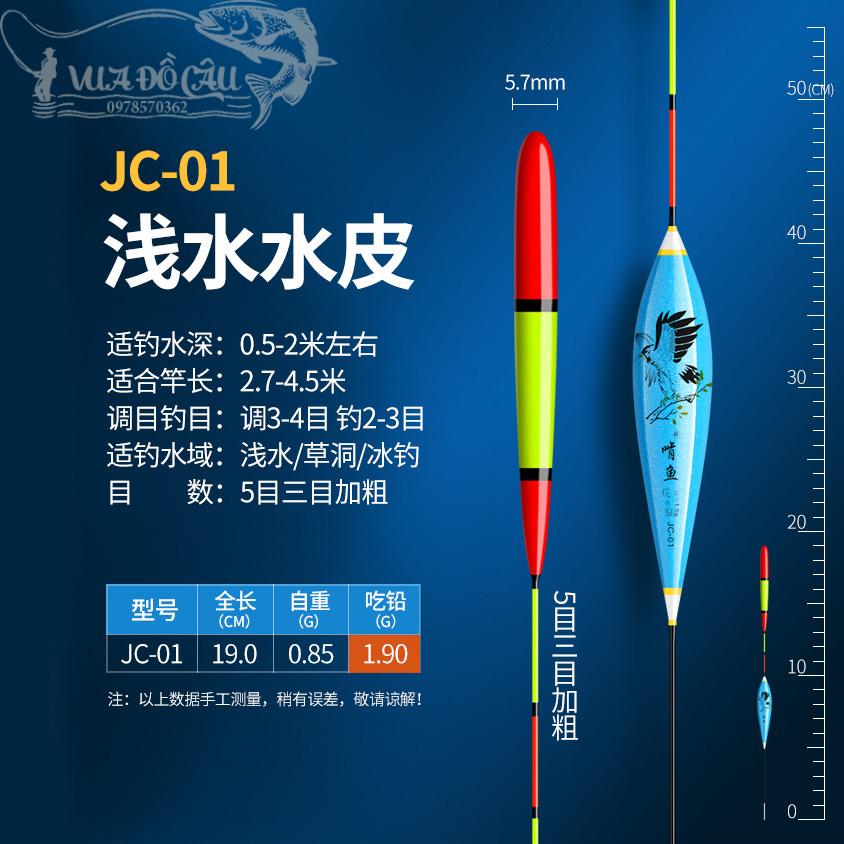 VUA ĐỒ CÂU
0978570362
5.7mm
50(CM)
JC-01
浅水水皮
40
适钓水深：0.5-2米左右
适合竿长：2.7-4.5米
30
调目钓目：调3-4目 钓2-3目
适钓水域：浅水/草洞/冰钓
目 数：5目三目加粗
啃鱼
JC-01
20
5目三目加粗
型号 全长(CM) 自重(G) 吃铅(G)
JC-01 19.0 0.85 1.90
10
注：以上数据手工测量，稍有误差，敬请谅解！
0